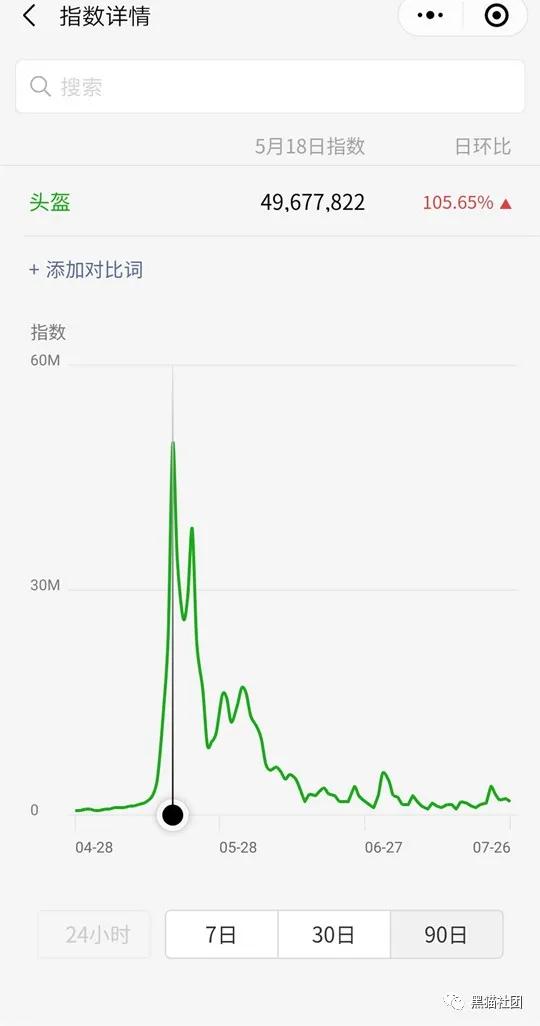 指数详情
搜索
5月18日指数 日环比
头盔 49,677,822 105.65%
+ 添加对比词
指数
60M
30M
0
04-28 05-28 06-27 07-26
24小时 7日 30日 90日
黑猫社团